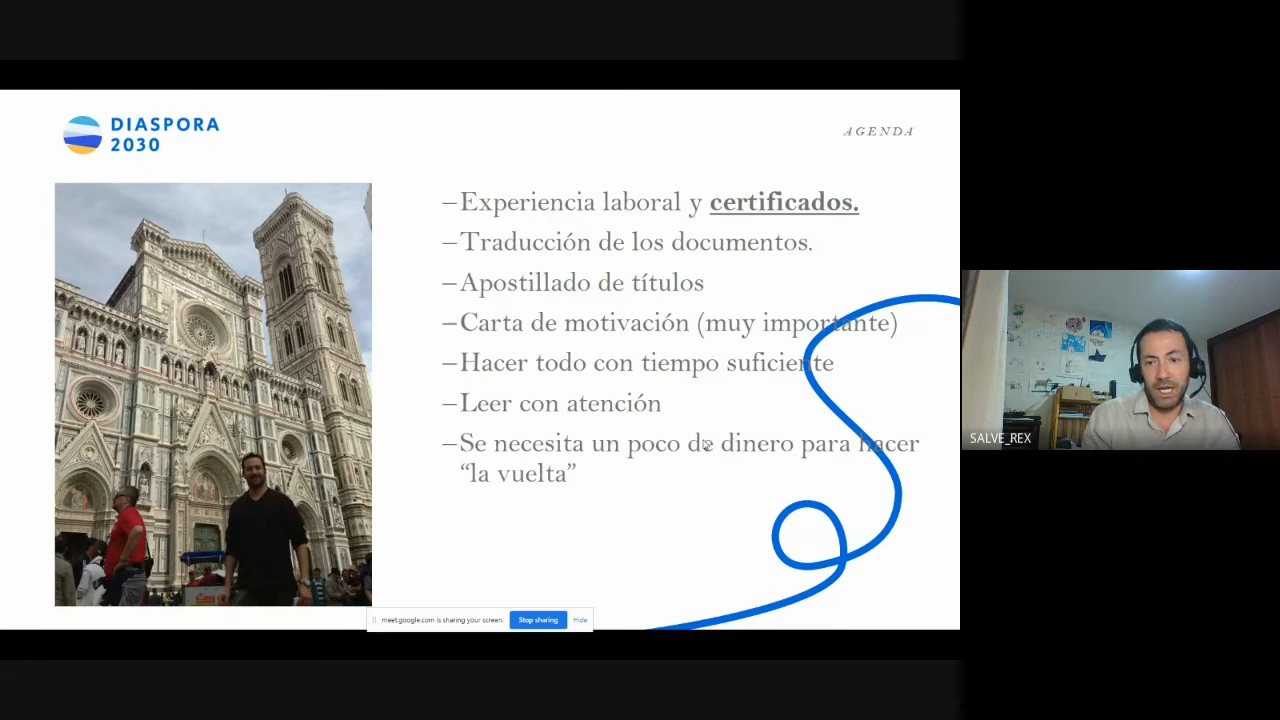 DIASPORA
2030
AGENDA
–Experiencia laboral y certificados.
–Traducción de los documentos.
–Apostillado de títulos
–Carta de motivación (muy importante)
–Hacer todo con tiempo suficiente
–Leer con atención
–Se necesita un poco de dinero para hacer
“la vuelta”
SALVE_REX
meet.google.com is sharing your screen.
Stop sharing
Hide